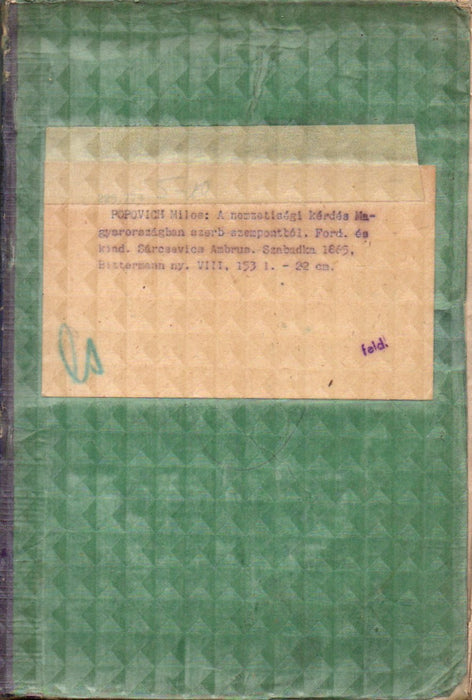 POPOVICH Milos: A nemzetiségi kérdés Ma-
gyarországban szerb szempontból. Ford. és
kiad. Sárcsevics Ambrus. Szabadka 1865,
Bittermann ny. VIII, 153 l. - 22 cm.
feld.